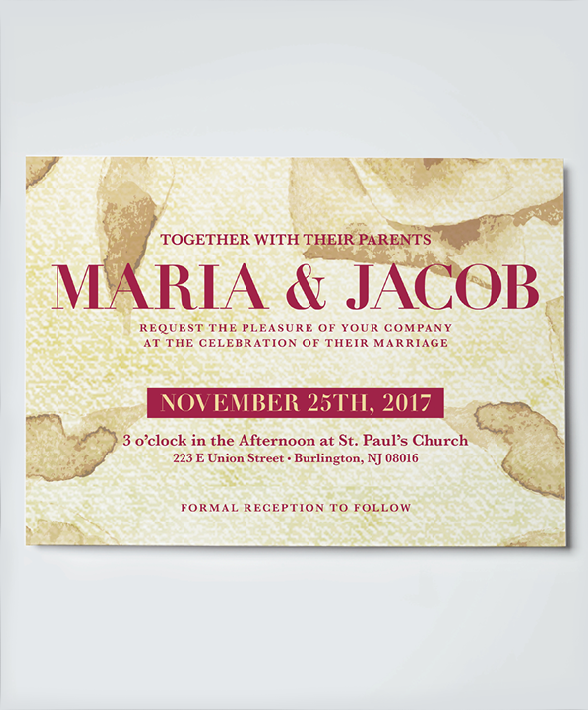 TOGETHER WITH THEIR PARENTS
MARIA & JACOB
REQUEST THE PLEASURE OF YOUR COMPANY
AT THE CELEBRATION OF THEIR MARRIAGE
NOVEMBER 25TH, 2017
3 o'clock in the Afternoon at St. Paul's Church
223 E Union Street • Burlington, NJ 08016
FORMAL RECEPTION TO FOLLOW